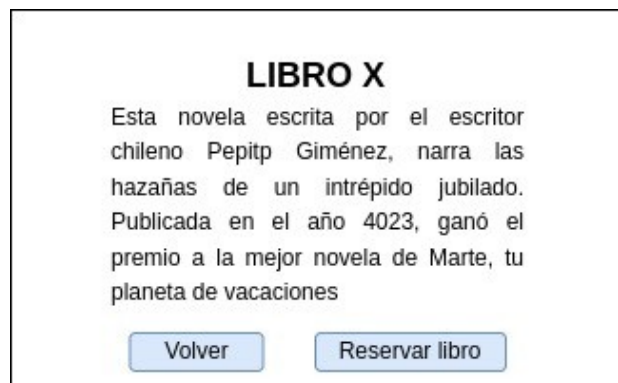 LIBRO X
Esta novela escrita por el escritor
chileno Pepitp Giménez, narra las
hazañas de un intrépido jubilado.
Publicada en el año 4023, ganó el
premio a la mejor novela de Marte, tu
planeta de vacaciones
Volver
Reservar libro